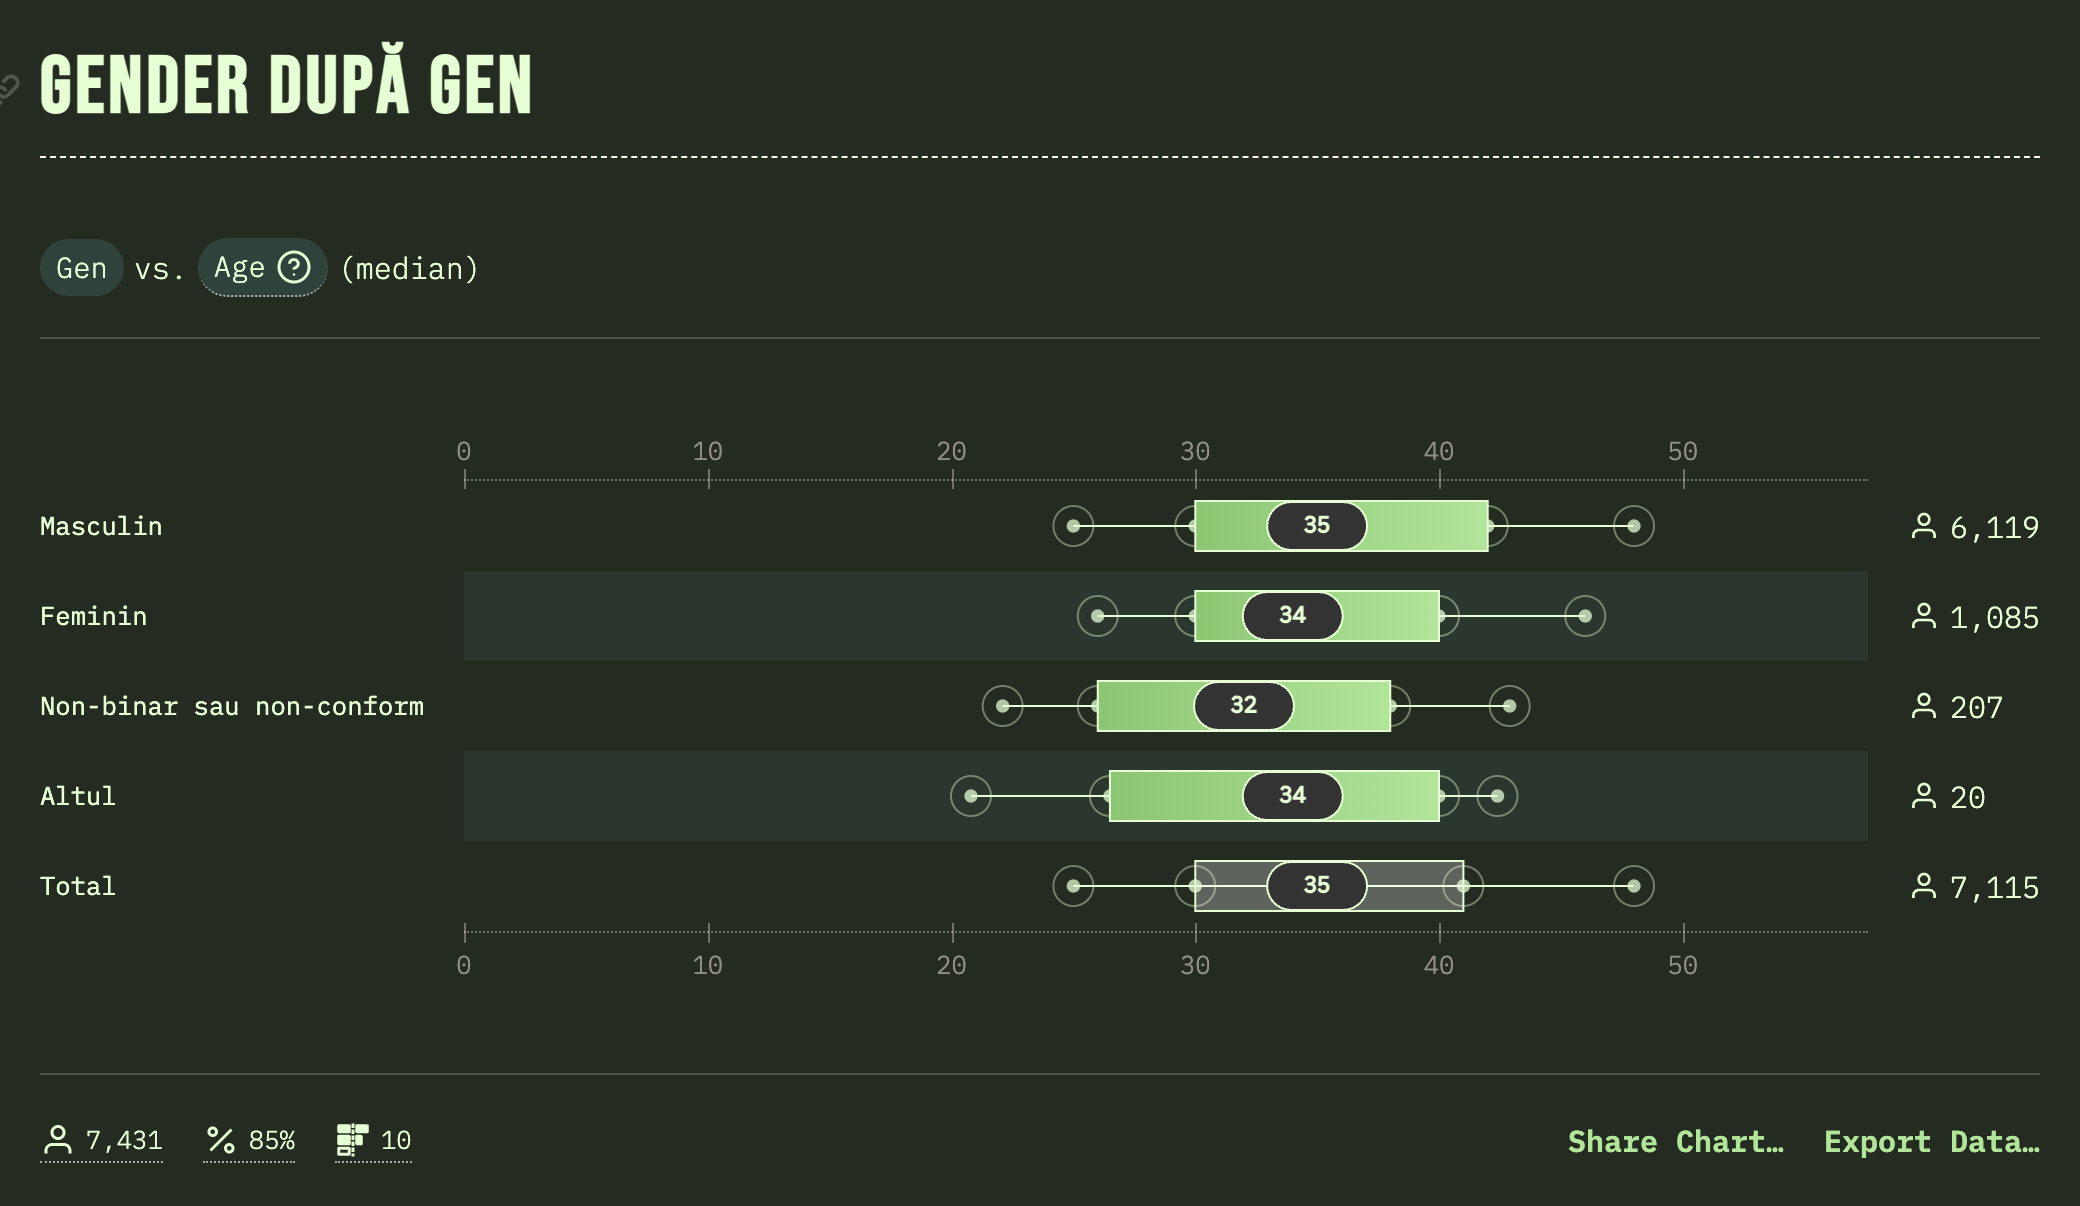 GENDER DUPĂ GEN
Gen vs. Age (median)
0 10 20 30 40 50
Masculin 35 6,119
Feminin 34 1,085
Non-binar sau non-conform 32 207
Altul 34 20
Total 35 7,115
0 10 20 30 40 50
7,431 85% 10 Share Chart… Export Data…